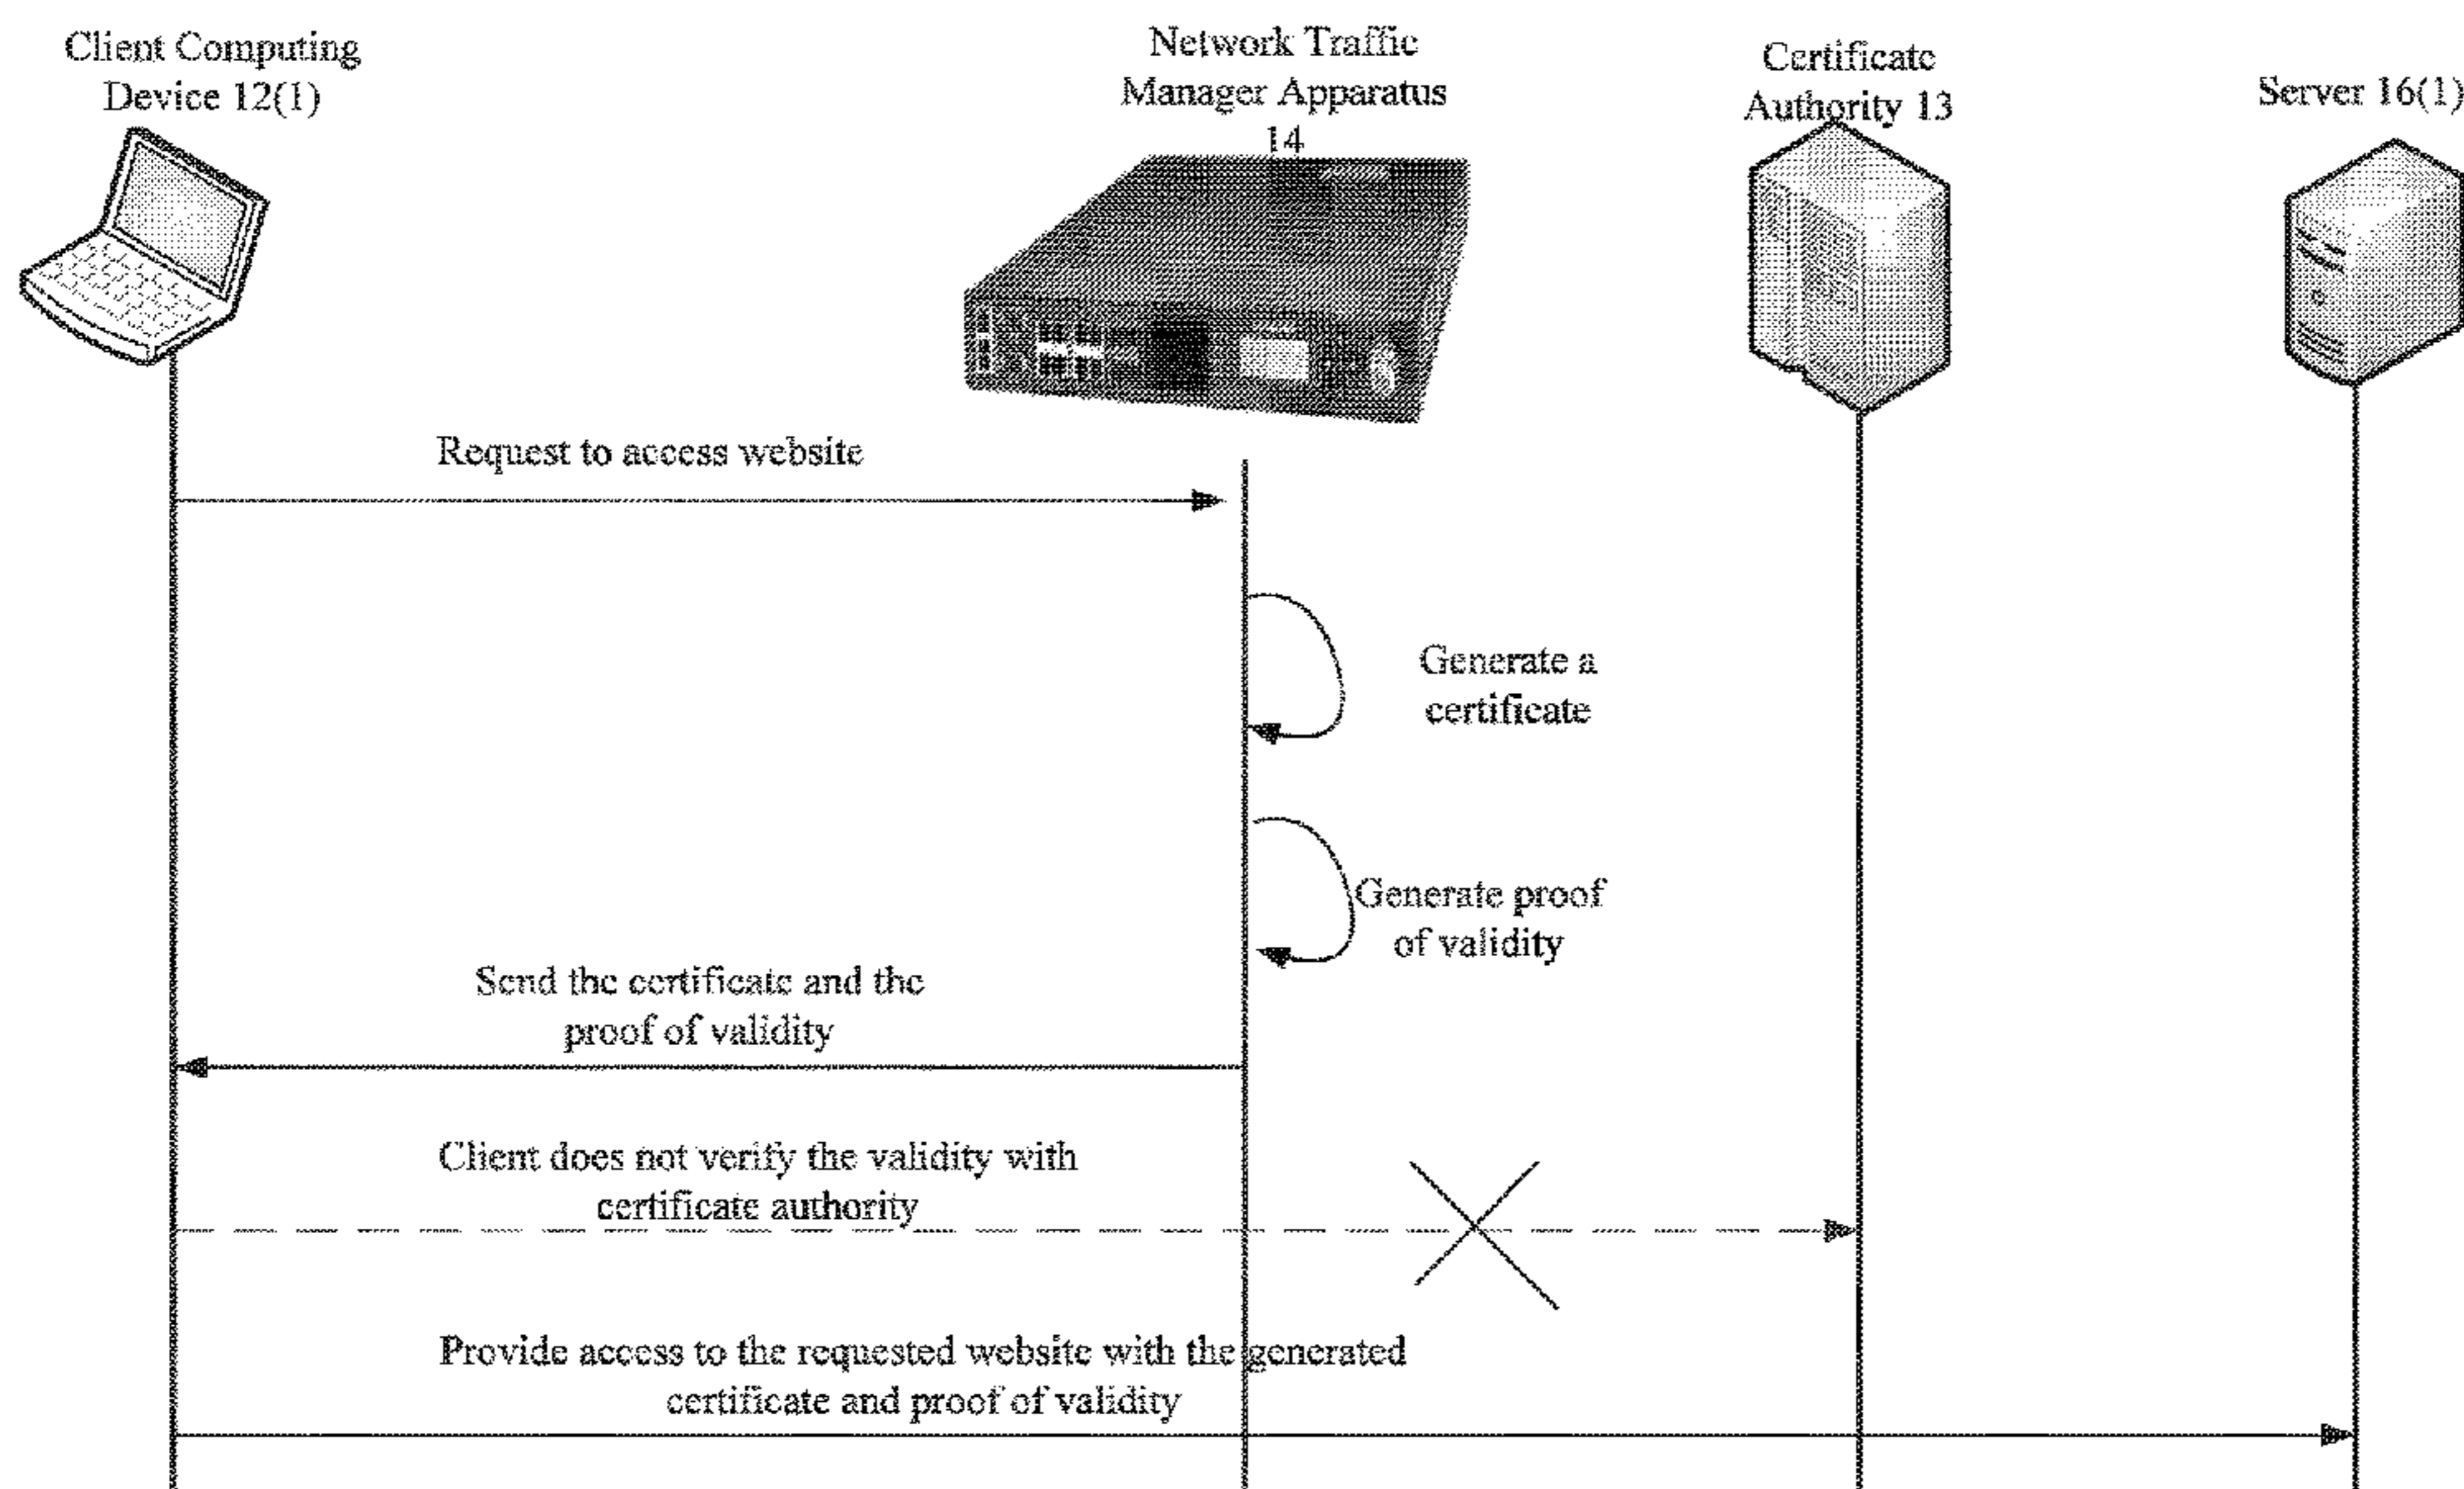 Client Computing
Device 12(1)
Network Traffic
Manager Apparatus
14
Certificate
Authority 13
Server 16(1)
Request to access website
Generate a
certificate
Generate proof
of validity
Send the certificate and the
proof of validity
Client does not verify the validity with
certificate authority
Provide access to the requested website with the generated
certificate and proof of validity